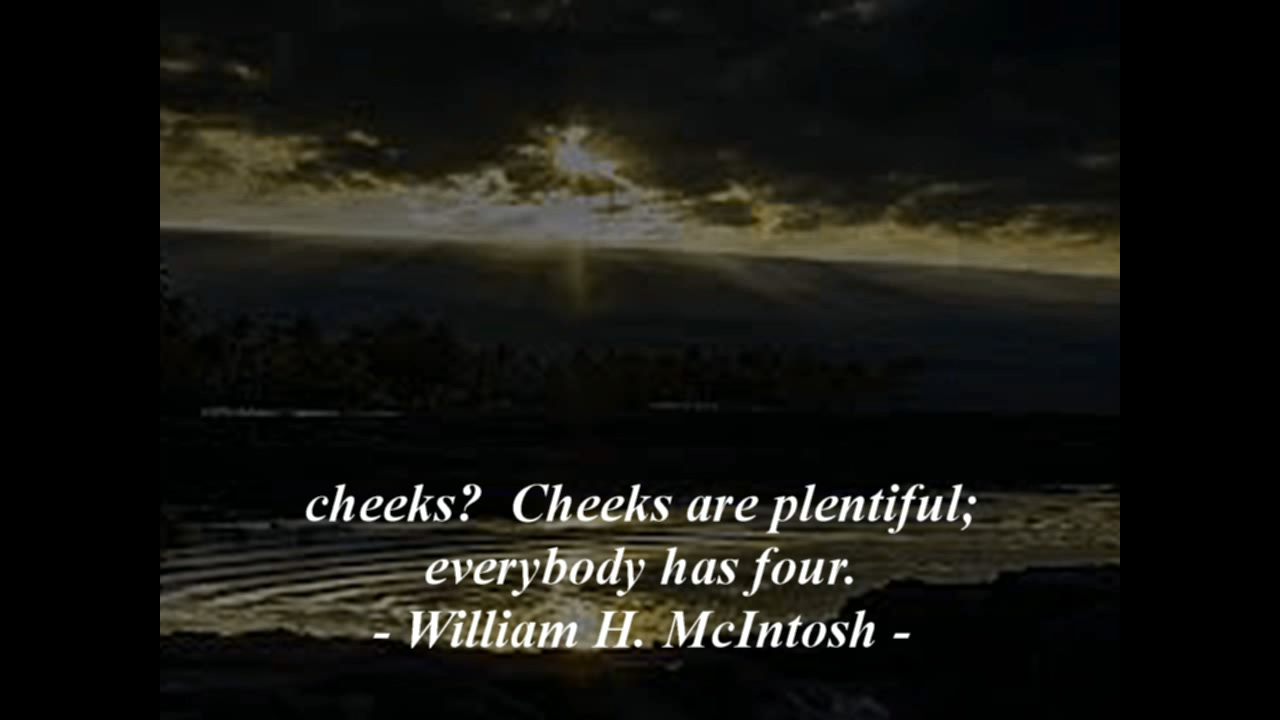 cheeks? Cheeks are plentiful;
everybody has four.
- William H. McIntosh -